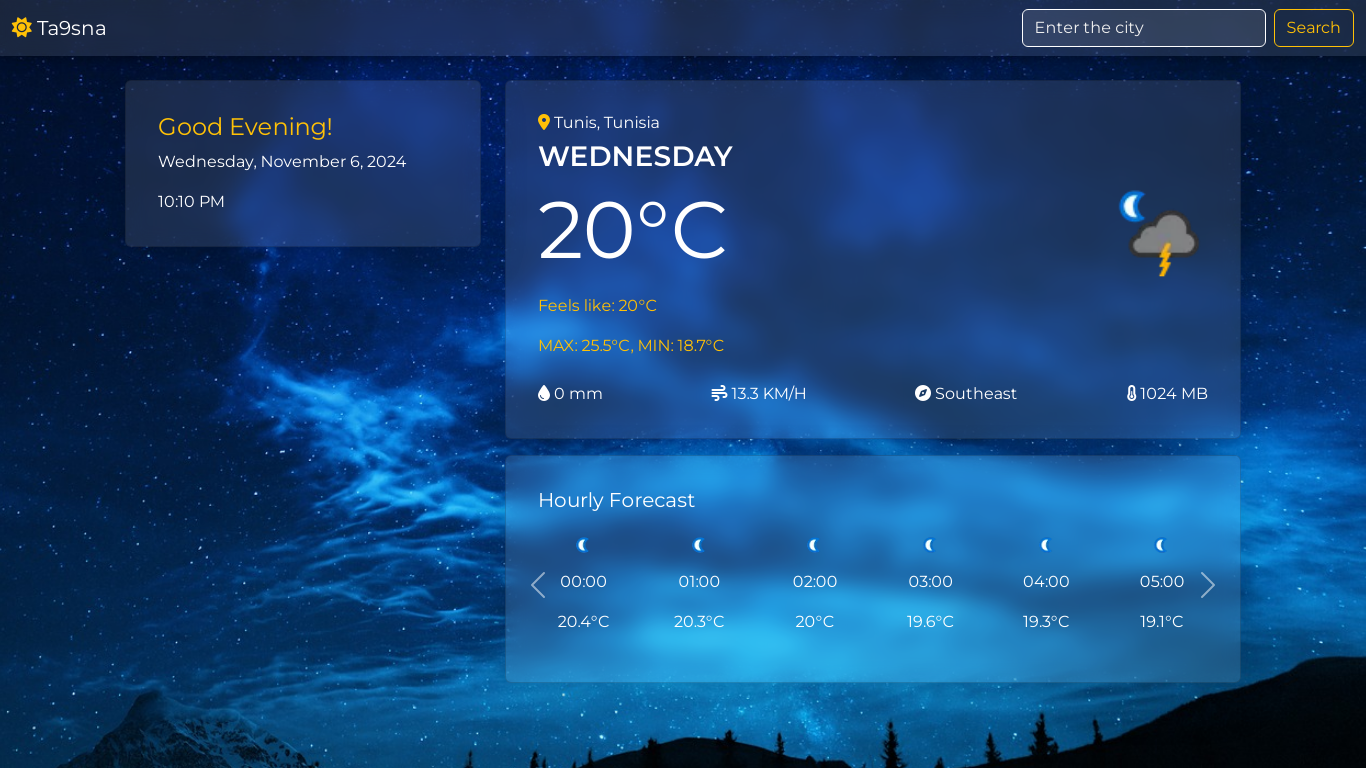 Ta9sna
Enter the city
Search
Good Evening!
Wednesday, November 6, 2024
10:10 PM
Tunis, Tunisia
WEDNESDAY
20°C
Feels like: 20°C
MAX: 25.5°C, MIN: 18.7°C
0 mm 13.3 KM/H Southeast 1024 MB
Hourly Forecast
00:00 01:00 02:00 03:00 04:00 05:00
20.4°C 20.3°C 20°C 19.6°C 19.3°C 19.1°C